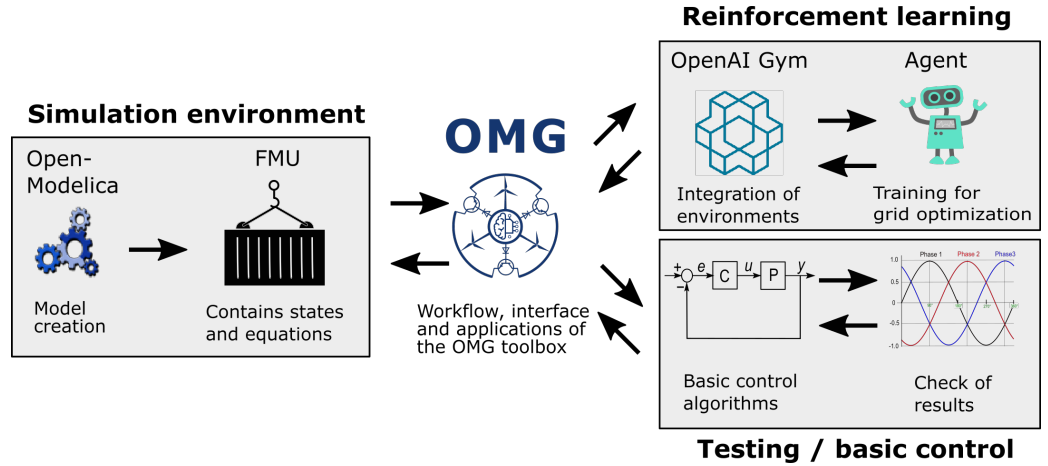 Simulation environment
Open-
Modelica
FMU
Model
creation
Contains states
and equations
OMG
Workflow, interface
and applications of
the OMG toolbox
Reinforcement learning
OpenAI Gym
Agent
Integration of
environments
Training for
grid optimization
+
e
C
u
P
y
−
Basic control
algorithms
Phase 1
Phase 2
Phase3
1.0
0.5
-0.5
-1.0
Check of
results
Testing / basic control